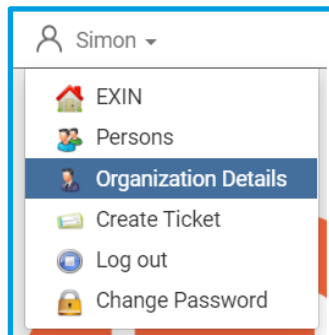 Simon
EXIN
Persons
Organization Details
Create Ticket
Log out
Change Password